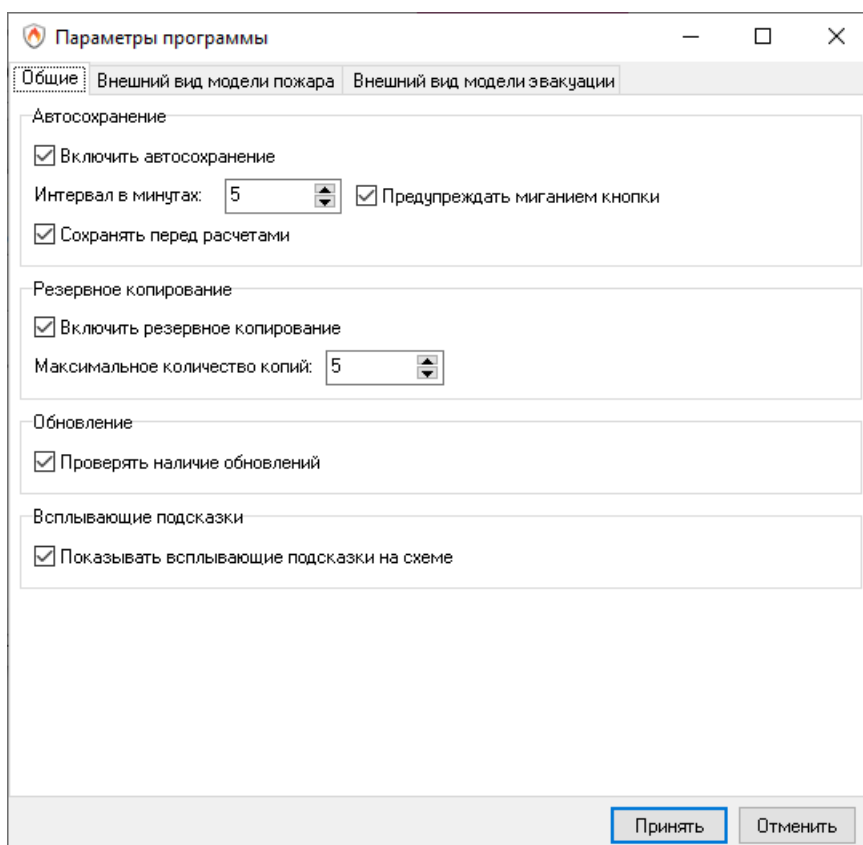 Параметры программы
Общие Внешний вид модели пожара Внешний вид модели эвакуации
Автосохранение
Включить автосохранение
Интервал в минутах: 5 Предупреждать миганием кнопки
Сохранять перед расчетами
Резервное копирование
Включить резервное копирование
Максимальное количество копий: 5
Обновление
Проверять наличие обновлений
Всплывающие подсказки
Показывать всплывающие подсказки на схеме
Принять Отменить